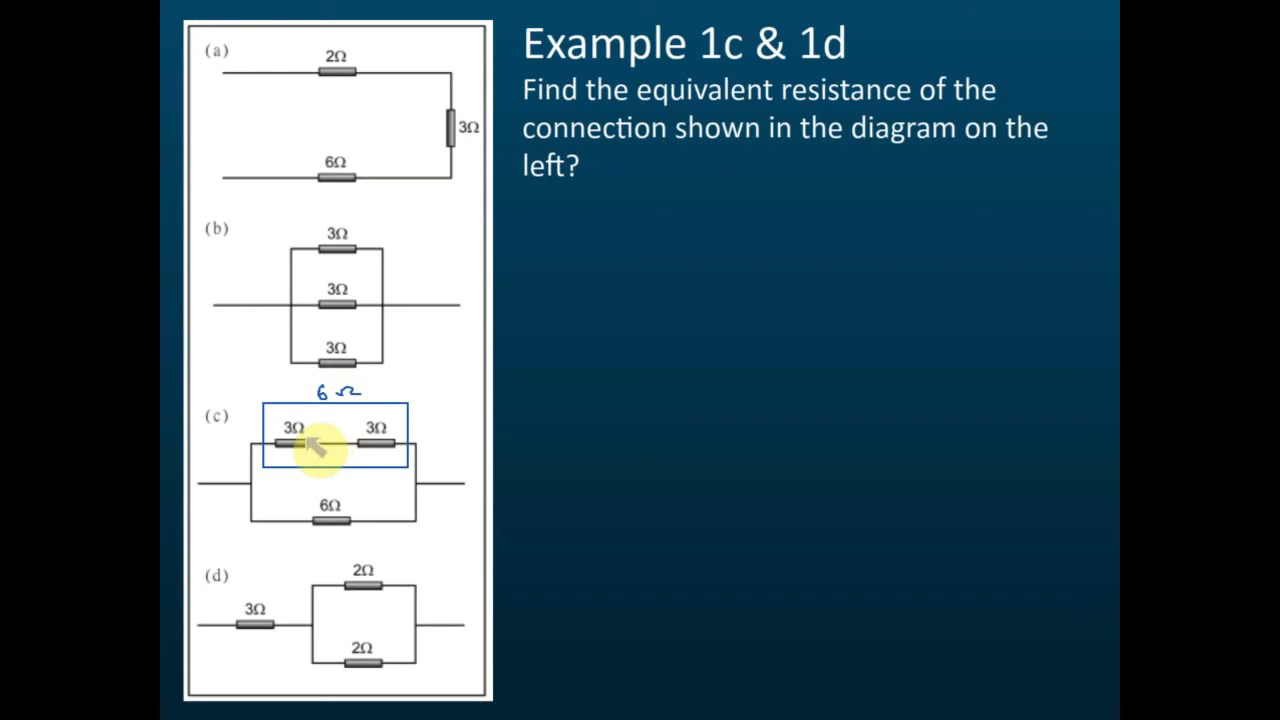 (a)
2Ω
3Ω
6Ω
(b)
3Ω
3Ω
3Ω
6 Ω
(c)
3Ω 3Ω
6Ω
(d)
2Ω
3Ω
2Ω
Example 1c & 1d
Find the equivalent resistance of the
connection shown in the diagram on the
left?